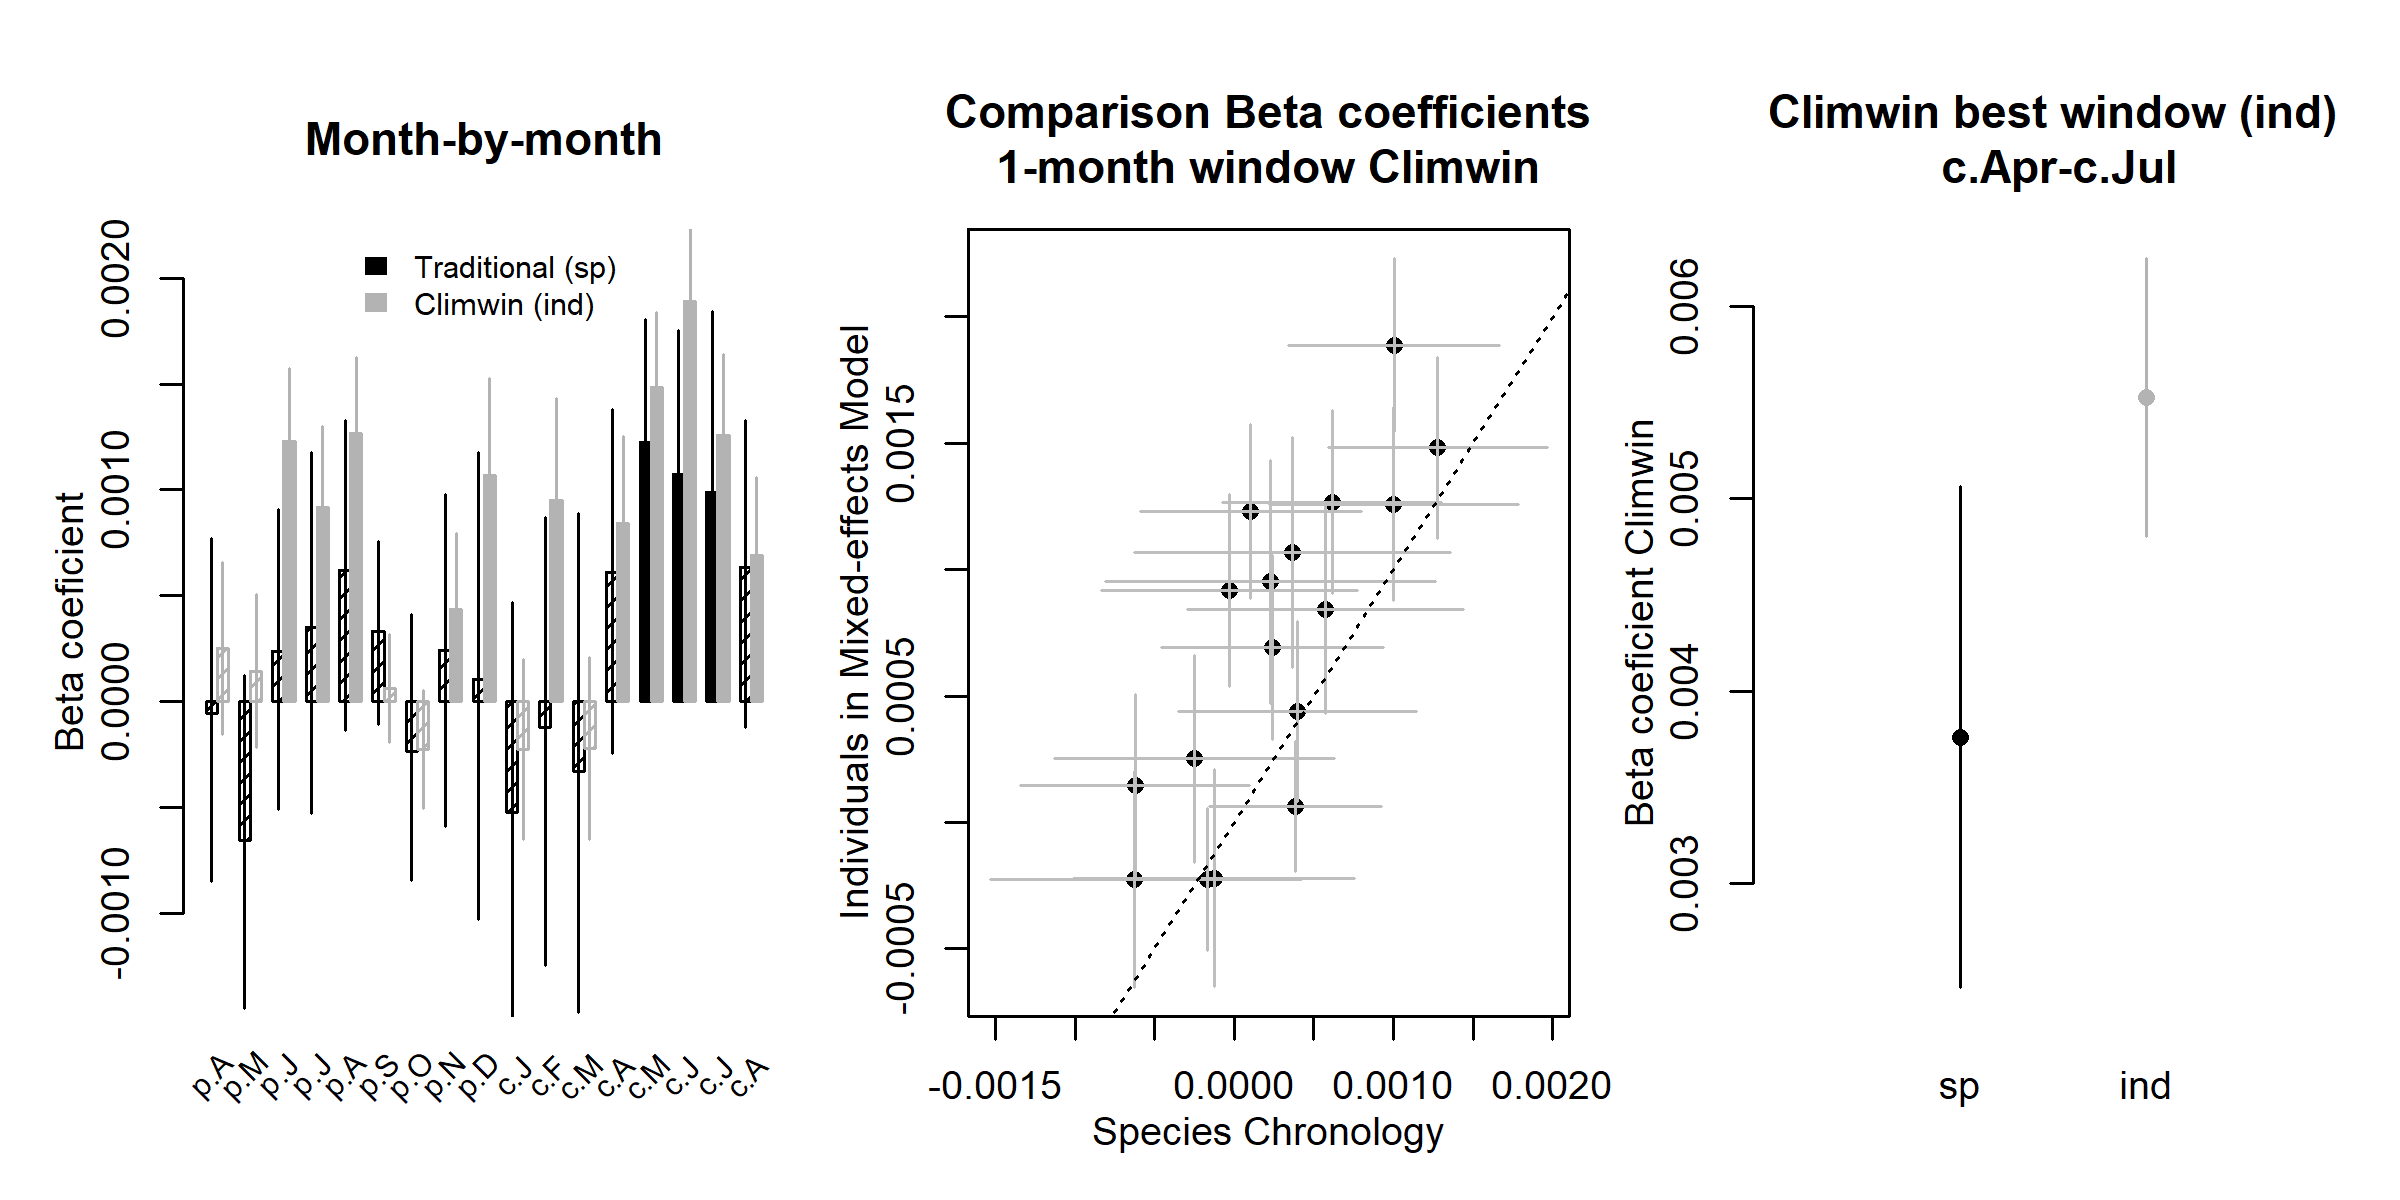 Month-by-month
Beta coeficient
0.0020
0.0010
0.0000
-0.0010
Traditional (sp)
Climwin (ind)
p.A
p.M
p.J
p.J
p.A
p.S
p.O
p.N
p.D
c.J
c.F
c.M
c.A
c.M
c.J
c.J
c.A
Comparison Beta coefficients
1-month window Climwin
Individuals in Mixed-effects Model
0.0015
0.0005
-0.0005
-0.0015
0.0000
0.0010
0.0020
Species Chronology
Climwin best window (ind)
c.Apr-c.Jul
Beta coeficient Climwin
0.006
0.005
0.004
0.003
sp
ind